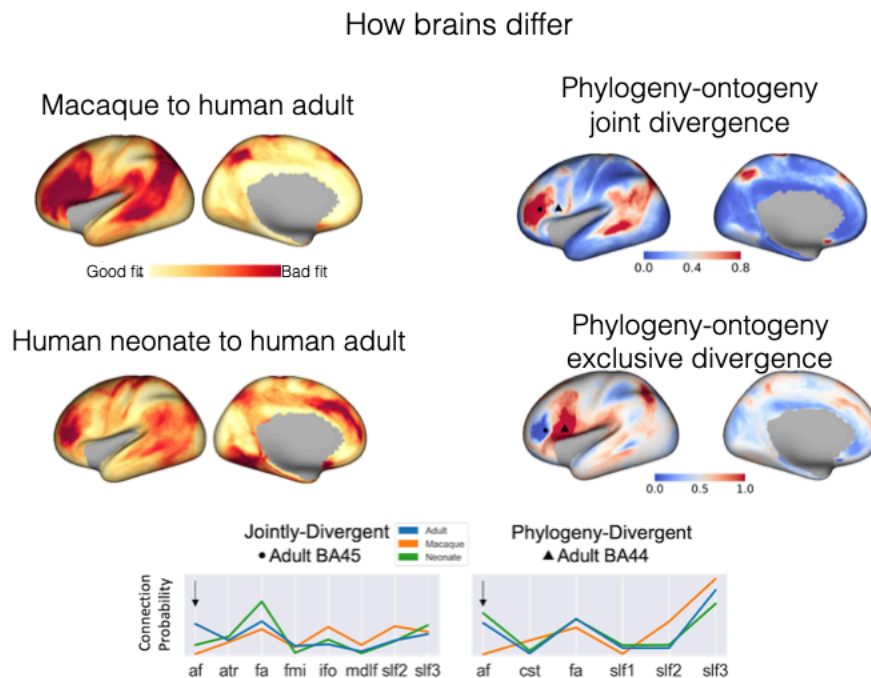 How brains differ
Macaque to human adult
Good fit
Bad fit
Phylogeny-ontogeny
joint divergence
0.0 0.4 0.8
Human neonate to human adult
Phylogeny-ontogeny
exclusive divergence
0.0 0.5 1.0
Jointly-Divergent
Adult BA45
Adult
Macaque
Neonate
Phylogeny-Divergent
Adult BA44
Connection
Probability
af atr fa fmi ifo mdlf slf2 slf3
af cst fa slf1 slf2 slf3